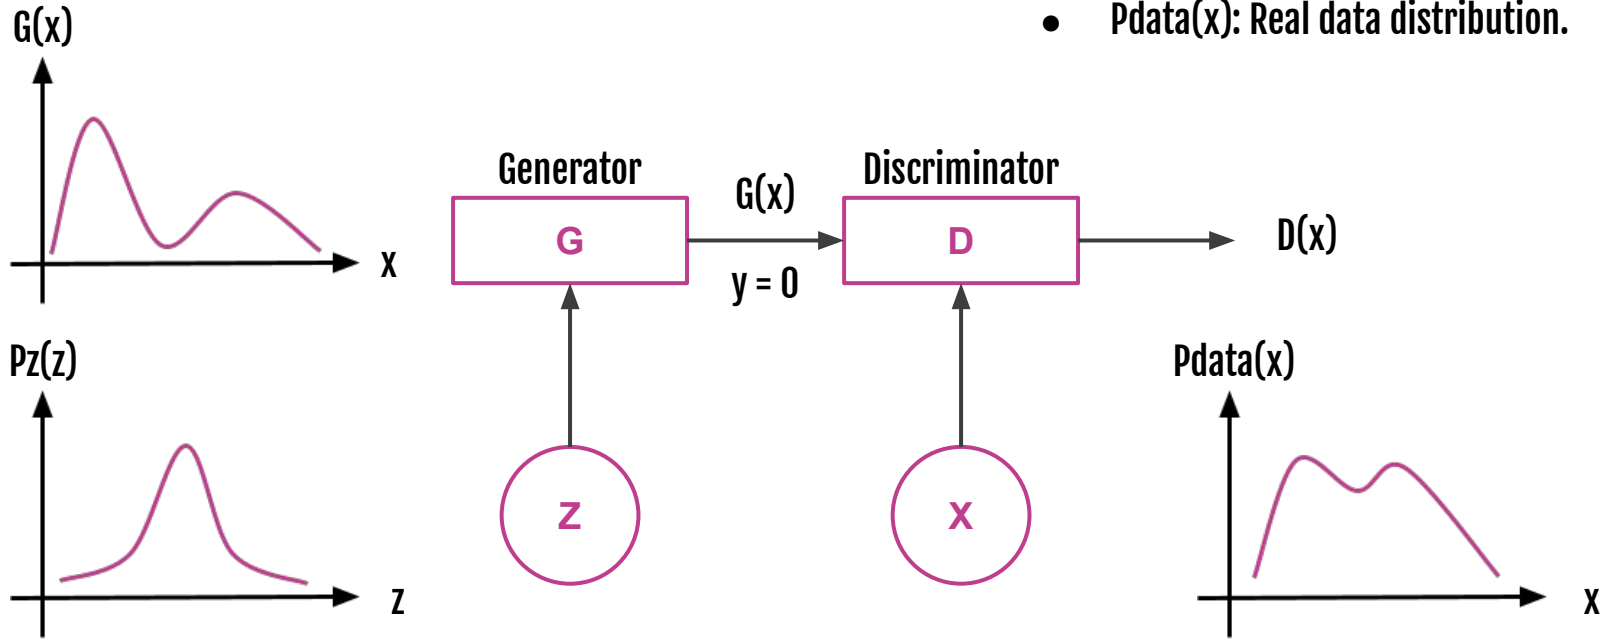 G(x)
• Pdata(x): Real data distribution.
Generator
G(x)
Discriminator
G
D
D(x)
x
y = 0
Pz(z)
Pdata(x)
Z
X
z
x